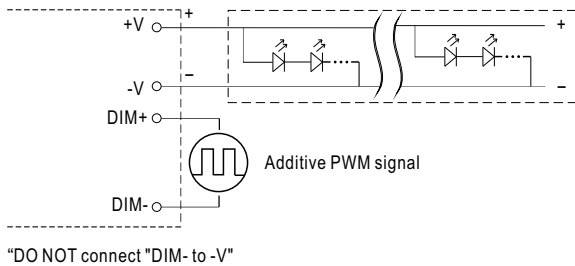 +V + +
-V - -
DIM+
Additive PWM signal
DIM-
“DO NOT connect "DIM- to -V"